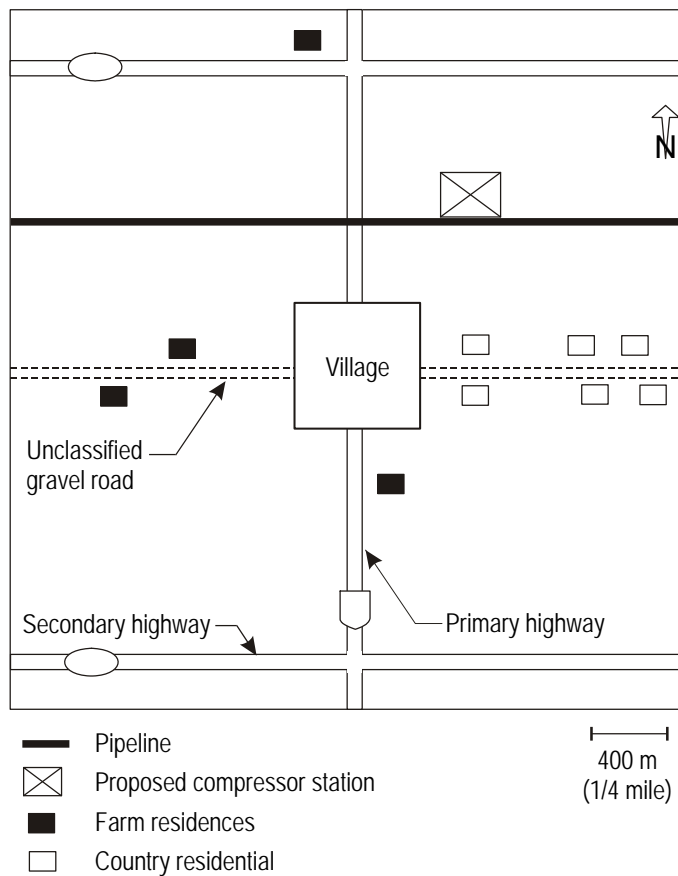 N
Village
Unclassified
gravel road
Secondary highway
Primary highway
Pipeline
Proposed compressor station
Farm residences
Country residential
400 m
(1/4 mile)